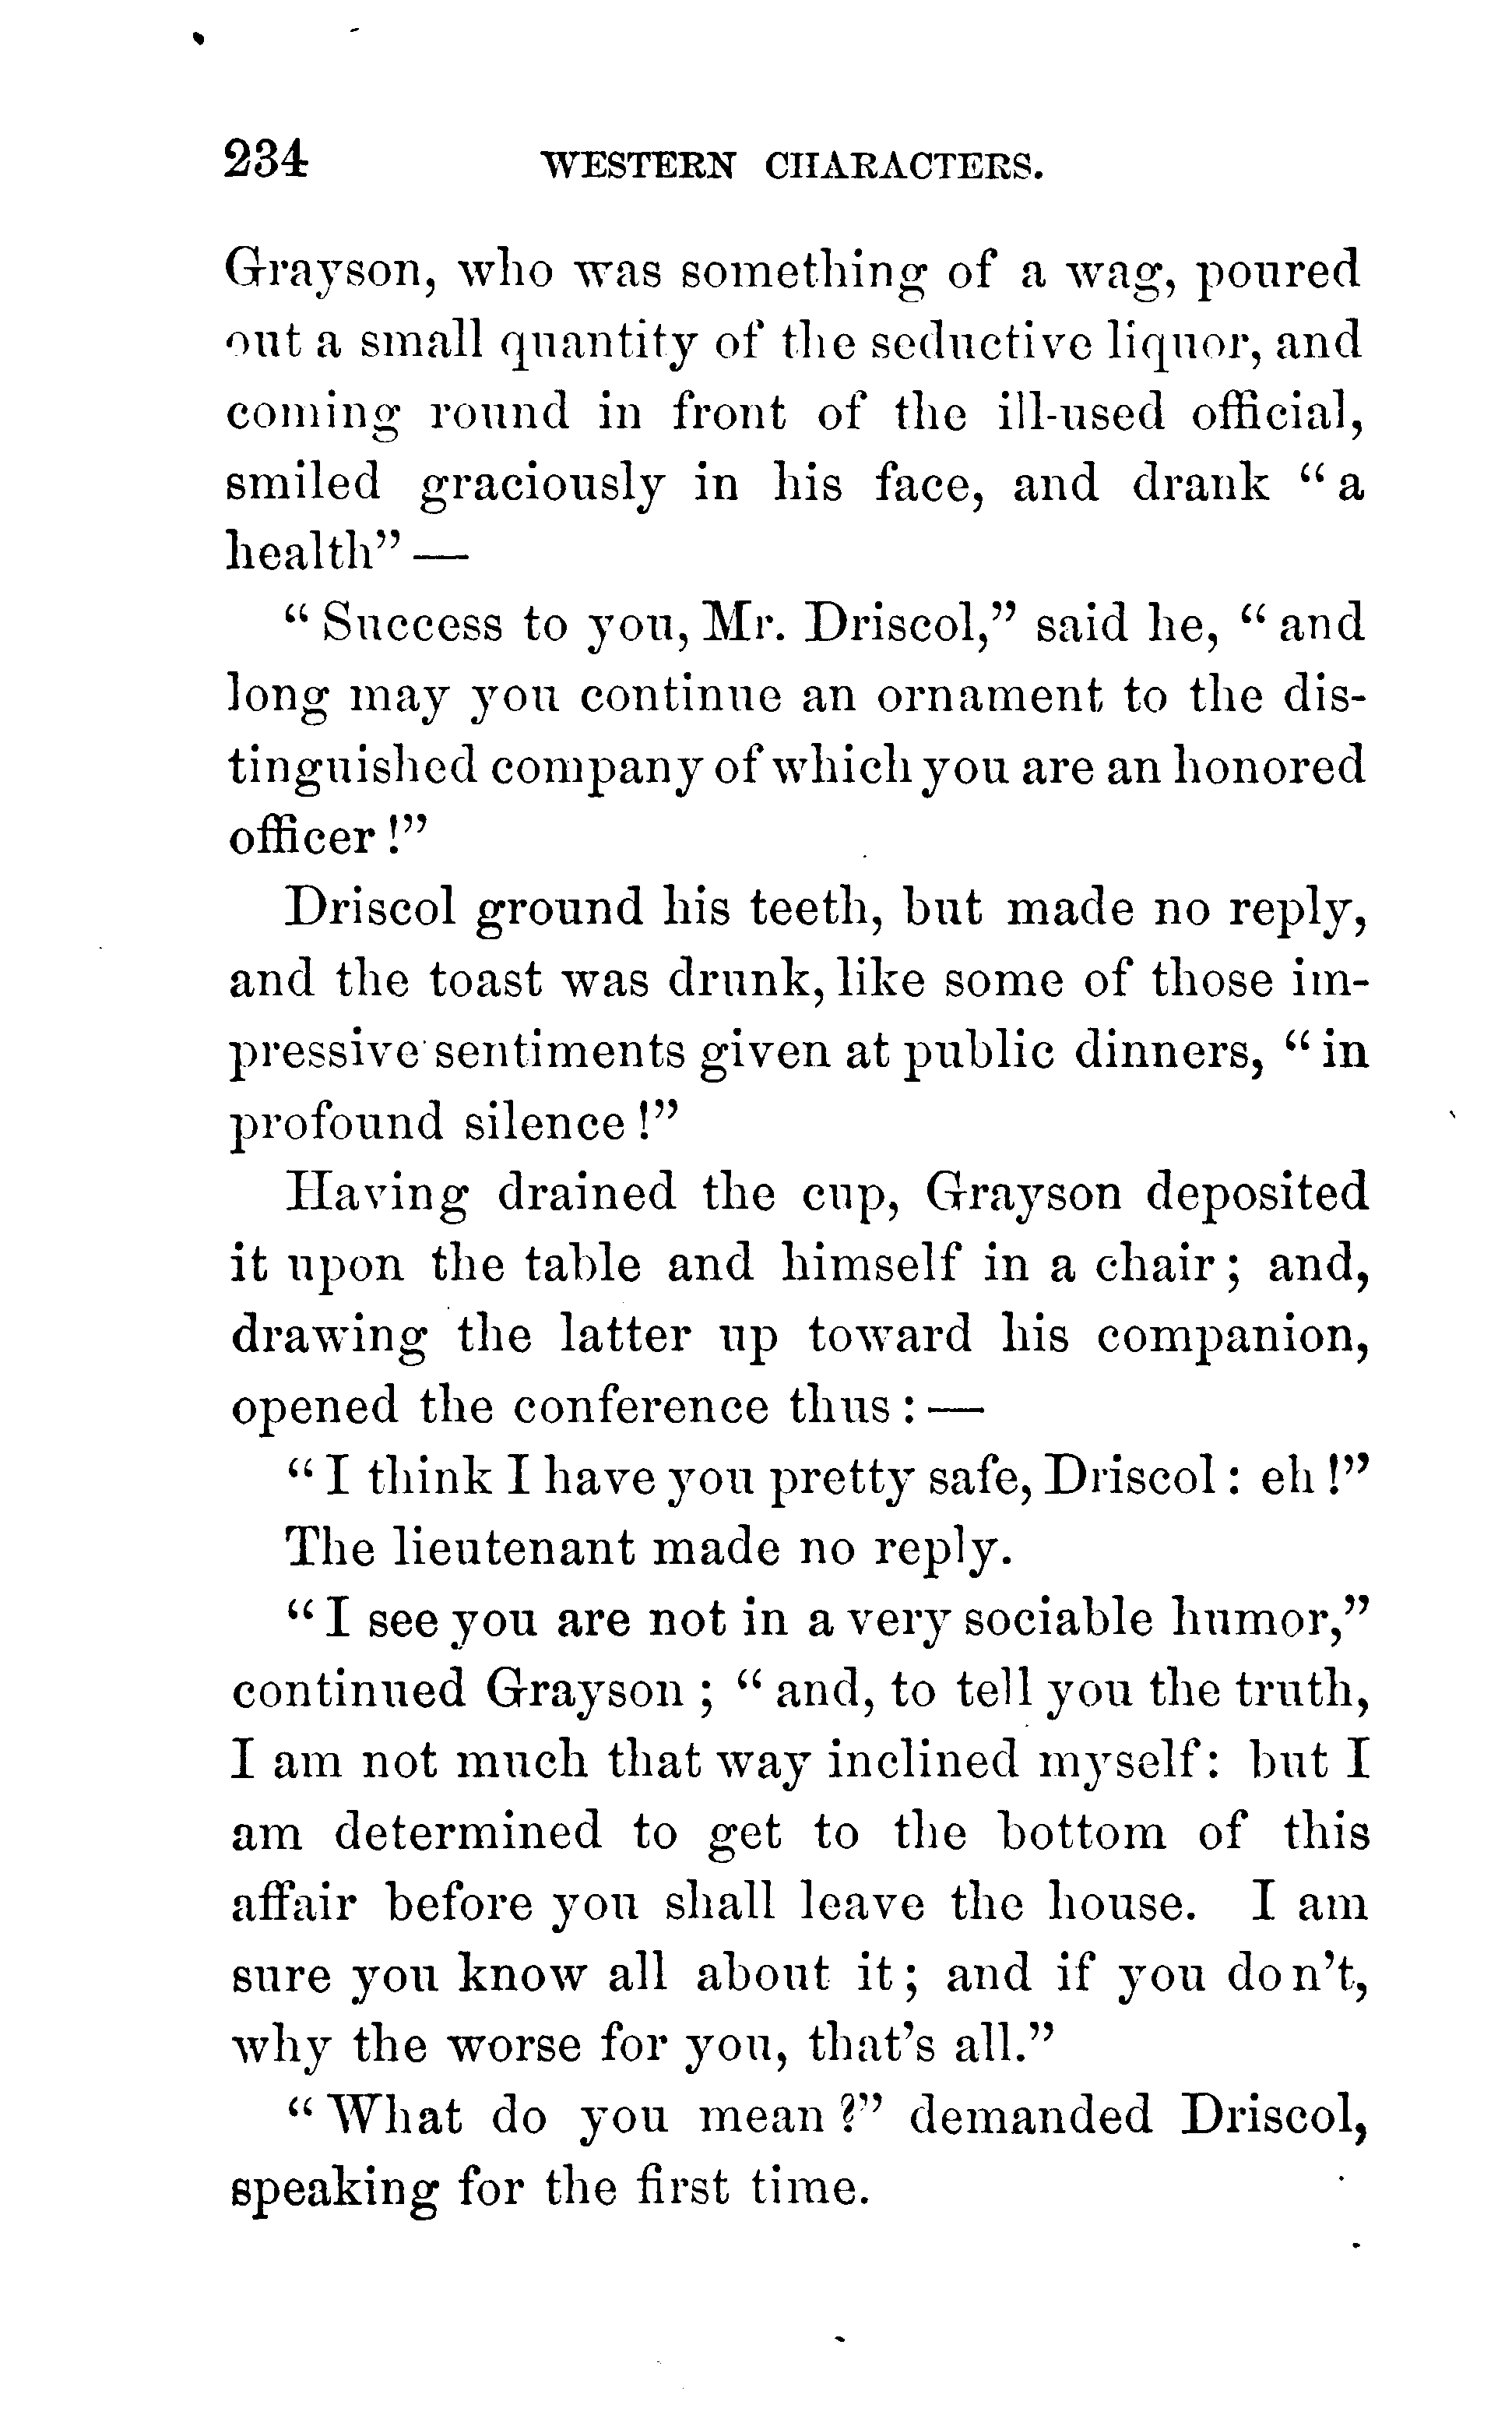 234 WESTERN CHARACTERS.
Grayson, who was something of a wag, poured
out a small quantity of the seductive liquor, and
coming round in front of the ill-used official,
smiled graciously in his face, and drank “a
health”—
“Success to you, Mr. Driscol,” said he, “and
long may you continue an ornament to the dis-
tinguished company of which you are an honored
officer!”
Driscol ground his teeth, but made no reply,
and the toast was drunk, like some of those im-
pressive sentiments given at public dinners, “in
profound silence!”
Having drained the cup, Grayson deposited
it upon the table and himself in a chair; and,
drawing the latter up toward his companion,
opened the conference thus:—
“I think I have you pretty safe, Driscol: eh!”
The lieutenant made no reply.
“I see you are not in a very sociable humor,”
continued Grayson; “and, to tell you the truth,
I am not much that way inclined myself: but I
am determined to get to the bottom of this
affair before you shall leave the house. I am
sure you know all about it; and if you don't,
why the worse for you, that's all.”
“What do you mean?” demanded Driscol,
speaking for the first time.